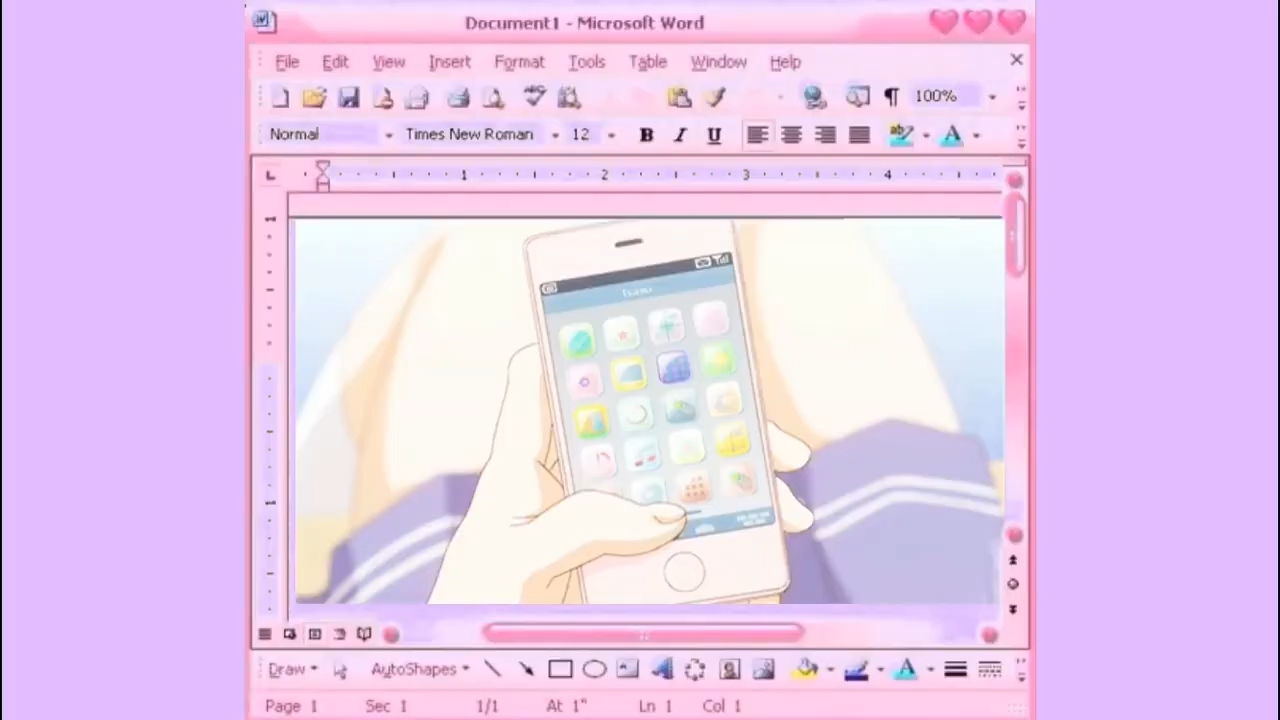 Document1 - Microsoft Word
File Edit View Insert Format Tools Table Window Help
100%
Normal Times New Roman 12 B I U A
1 2 3 4
Draw AutoShapes A
Page 1 Sec 1 1/1 At 1" Ln 1 Col 1